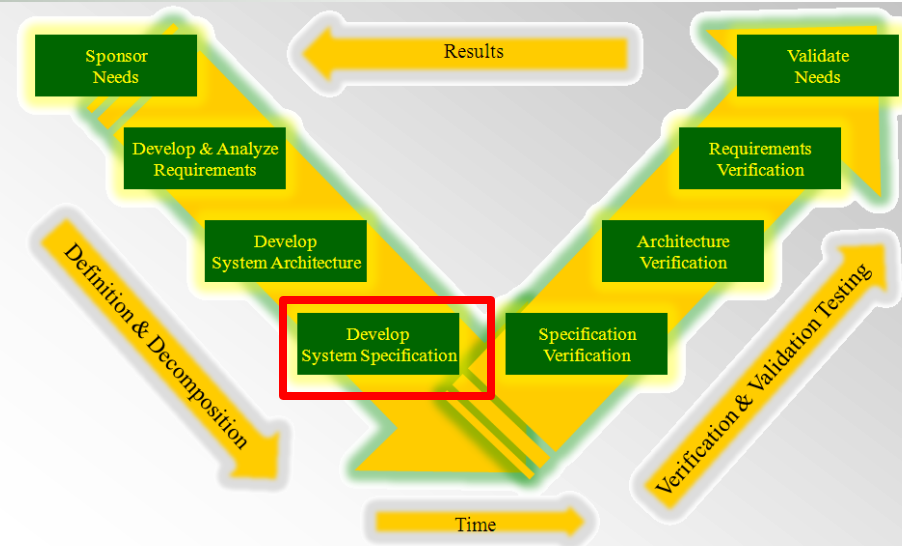 Results
Sponsor
Needs
Validate
Needs
Develop & Analyze
Requirements
Requirements
Verification
Develop
System Architecture
Architecture
Verification
Definition & Decomposition
Develop
System Specification
Specification
Verification
Verification & Validation Testing
Time